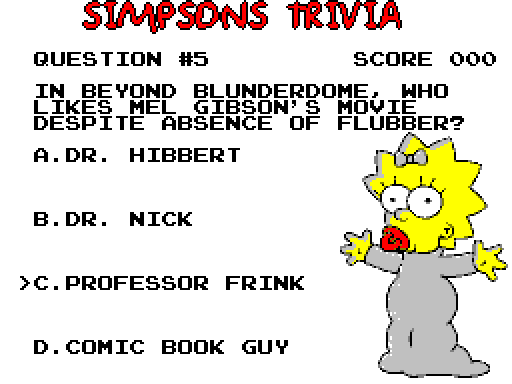 SIMPSONS TRIVIA
QUESTION #5 SCORE 000
IN BEYOND BLUNDERDOME, WHO
LIKES MEL GIBSON'S MOVIE
DESPITE ABSENCE OF FLUBBER?
A.DR. HIBBERT
B.DR. NICK
>C.PROFESSOR FRINK
D.COMIC BOOK GUY